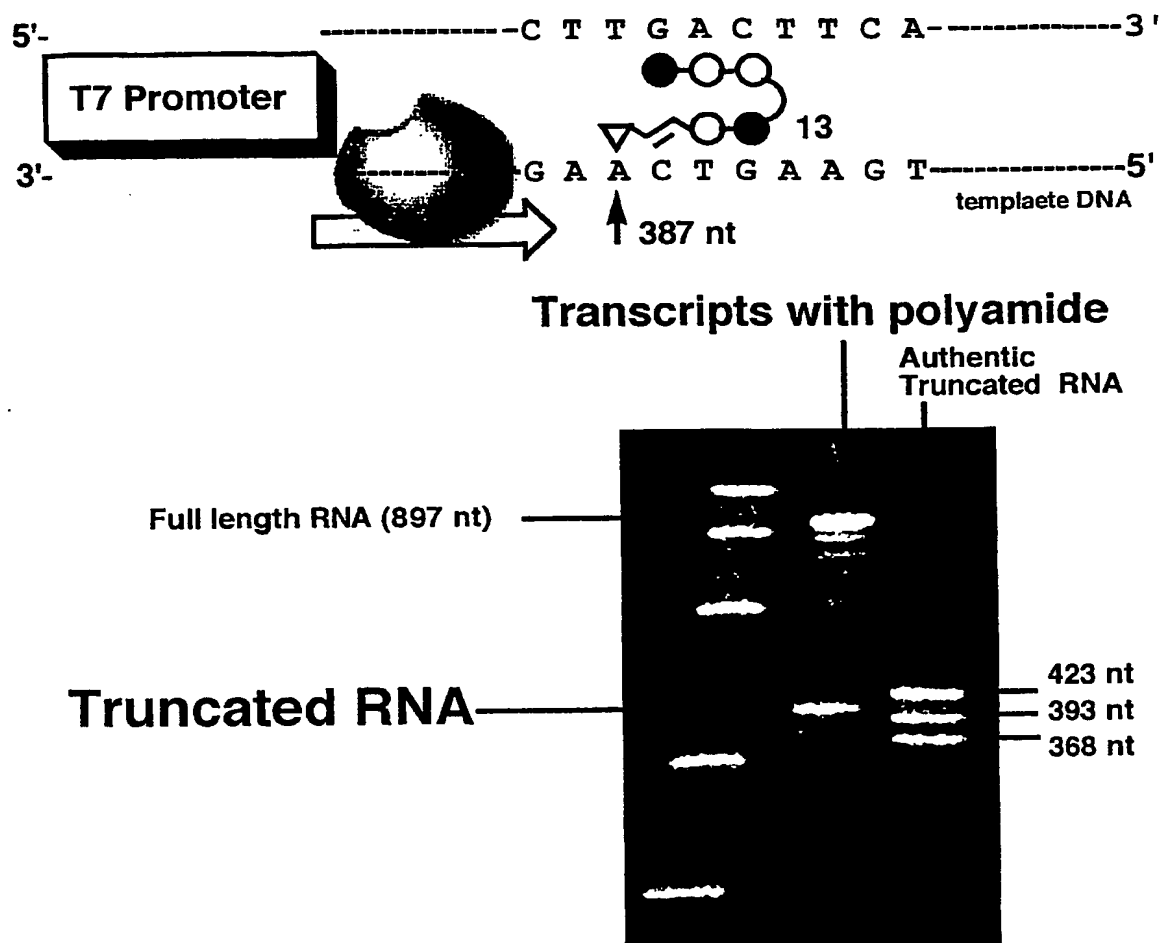 5'- -------------- C T T G A C T T C A -------------- 3'
T7 Promoter
13
3'- ------ G A A C T G A A G T -------------- 5'
templaete DNA
387 nt
Transcripts with polyamide
Authentic
Truncated RNA
Full length RNA (897 nt)
423 nt
Truncated RNA
393 nt
368 nt